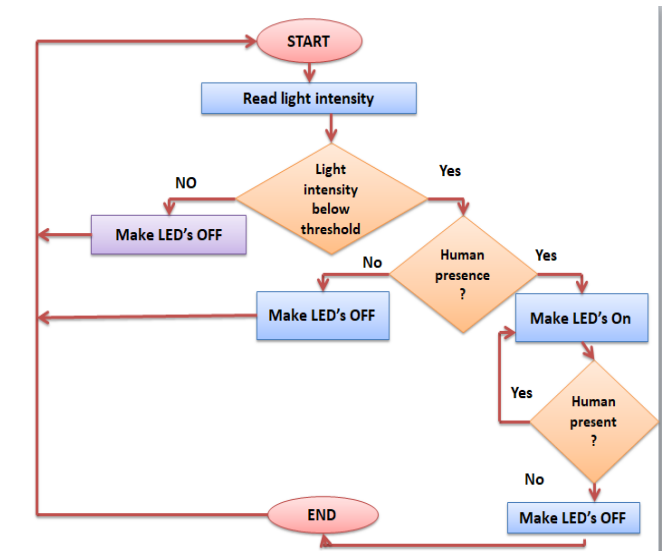 START
Read light intensity
Light
intensity
below
threshold
NO
Yes
Make LED's OFF
Human
presence
?
No
Yes
Make LED's OFF
Make LED's On
Yes
Human
present
?
No
Make LED's OFF
END